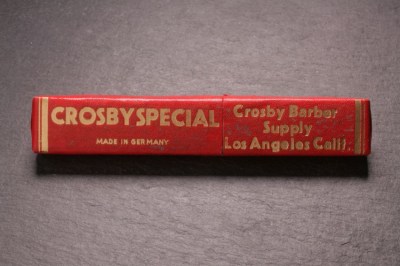 CROSBYSPECIAL
MADE IN GERMANY
Crosby Barber
Supply
Los Angeles Calif.